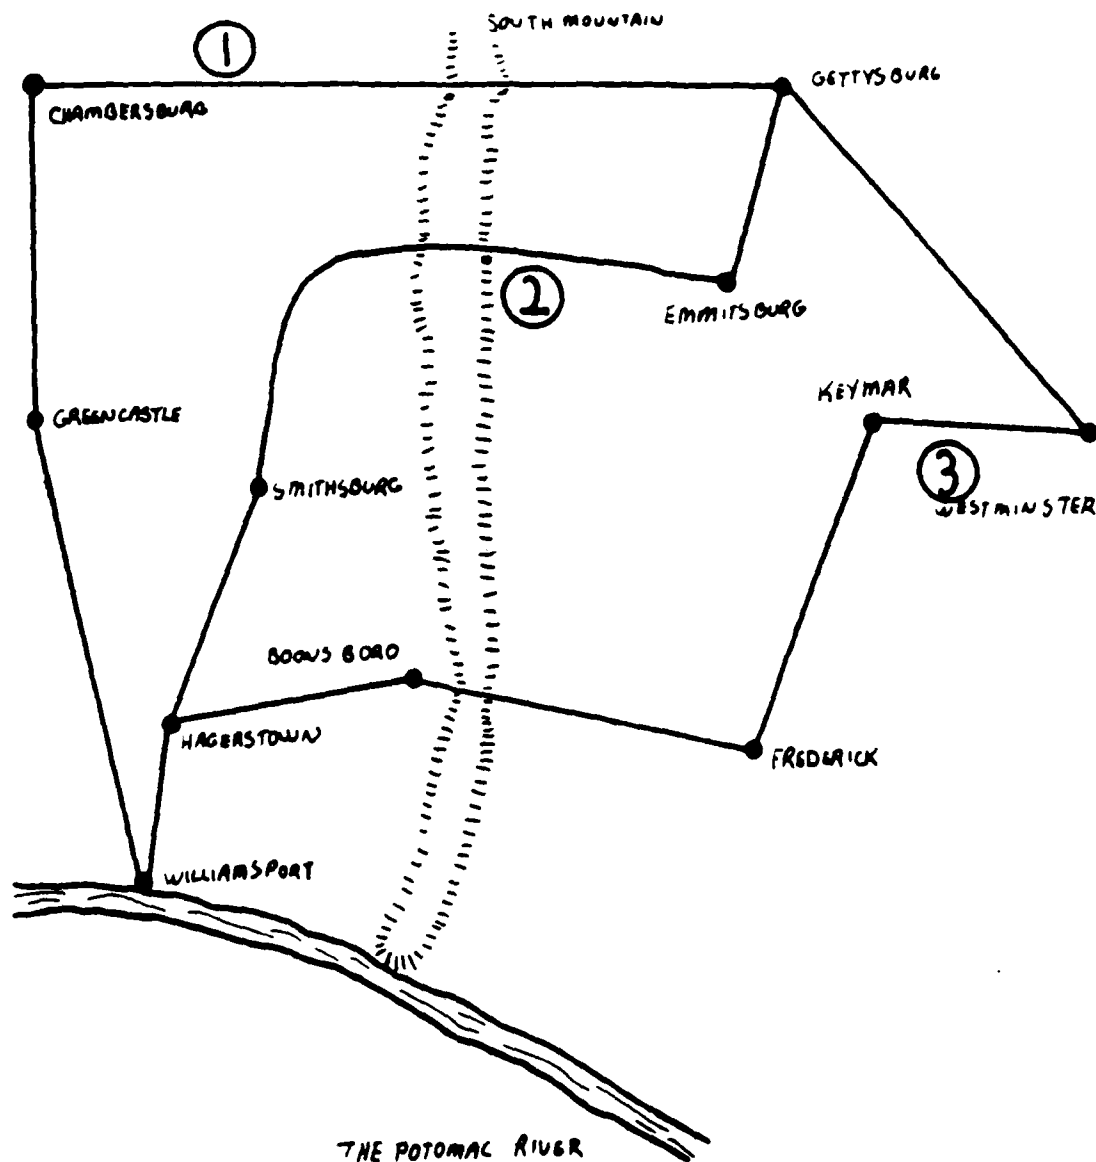 SOUTH MOUNTAIN
1
GETTYSBURG
CHAMBERSBURG
2
EMMITSBURG
KEYMAR
GREENCASTLE
3
SMITHSBURG
WESTMINSTER
BOONSBORO
HAGERSTOWN
FREDERICK
WILLIAMSPORT
THE POTOMAC RIVER